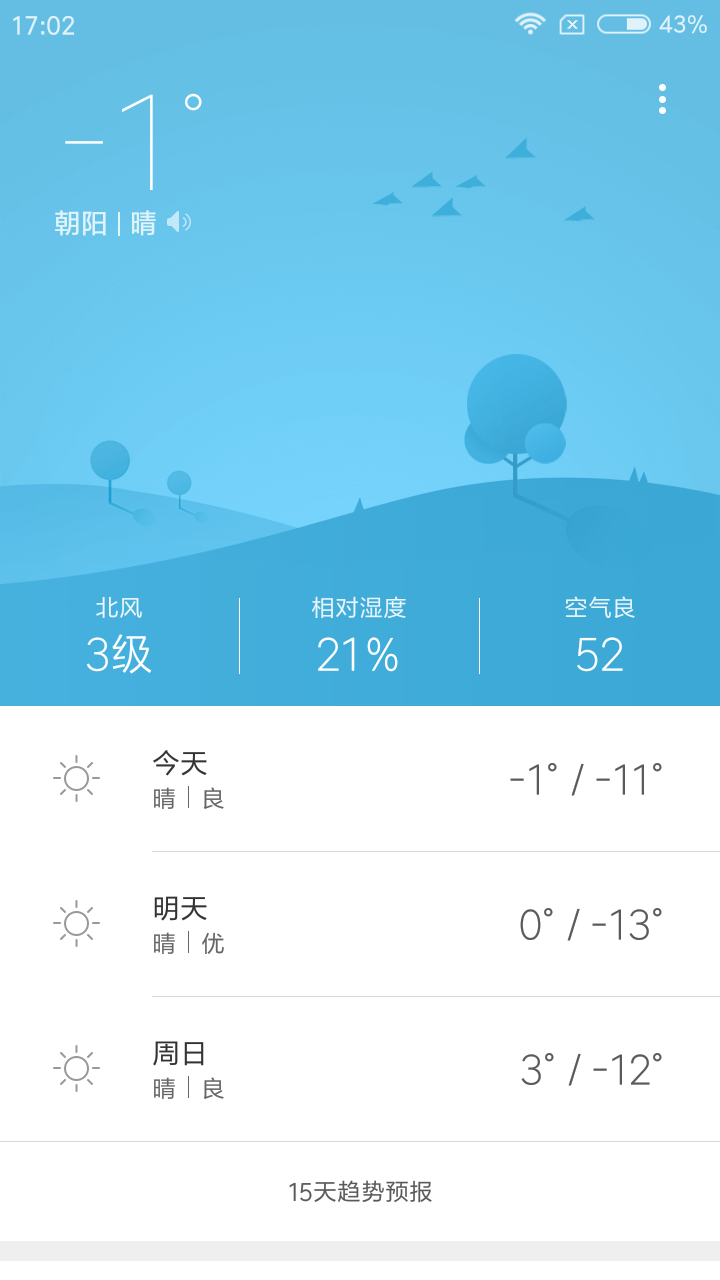 17:02 43%
-1°
朝阳 | 晴
北风 相对湿度 空气良
3级 21% 52
今天 -1° / -11°
晴 | 良
明天 0° / -13°
晴 | 优
周日 3° / -12°
晴 | 良
15天趋势预报